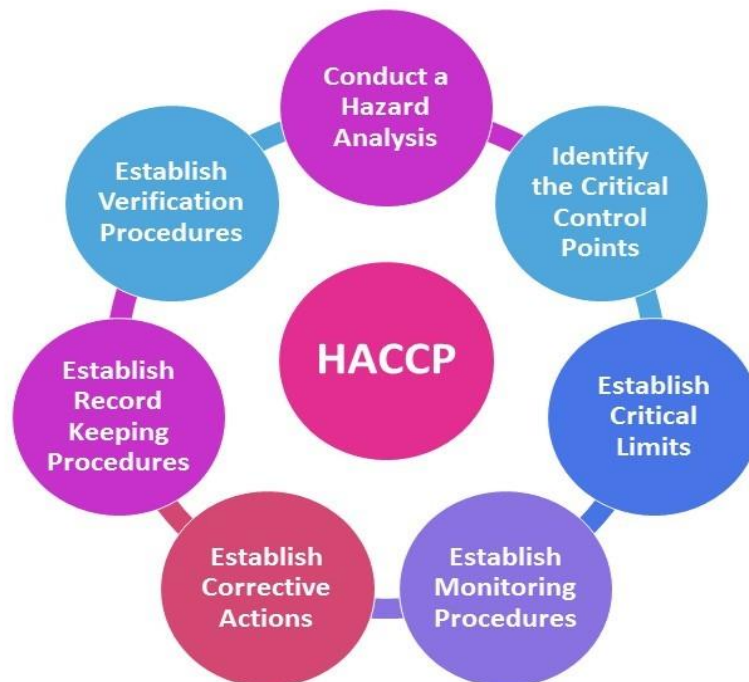 Conduct a
Hazard
Analysis
Identify
the Critical
Control
Points
Establish
Critical
Limits
Establish
Monitoring
Procedures
Establish
Corrective
Actions
Establish
Record
Keeping
Procedures
Establish
Verification
Procedures
HACCP